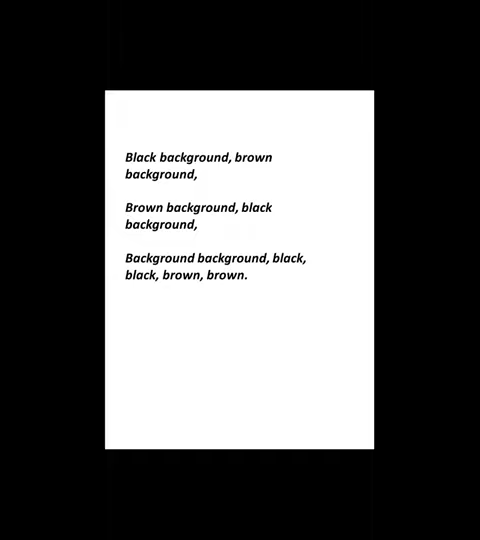 Black background, brown
background,
Brown background, black
background,
Background background, black,
black, brown, brown.